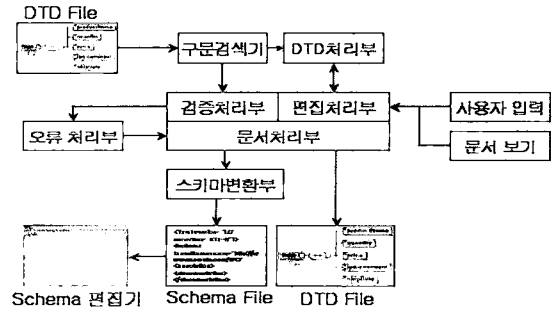 DTD File
구문검색기
DTD처리부
검증처리부
편집처리부
사용자 입력
오류 처리부
문서처리부
문서 보기
스키마변환부
Schema 편집기
Schema File
DTD File